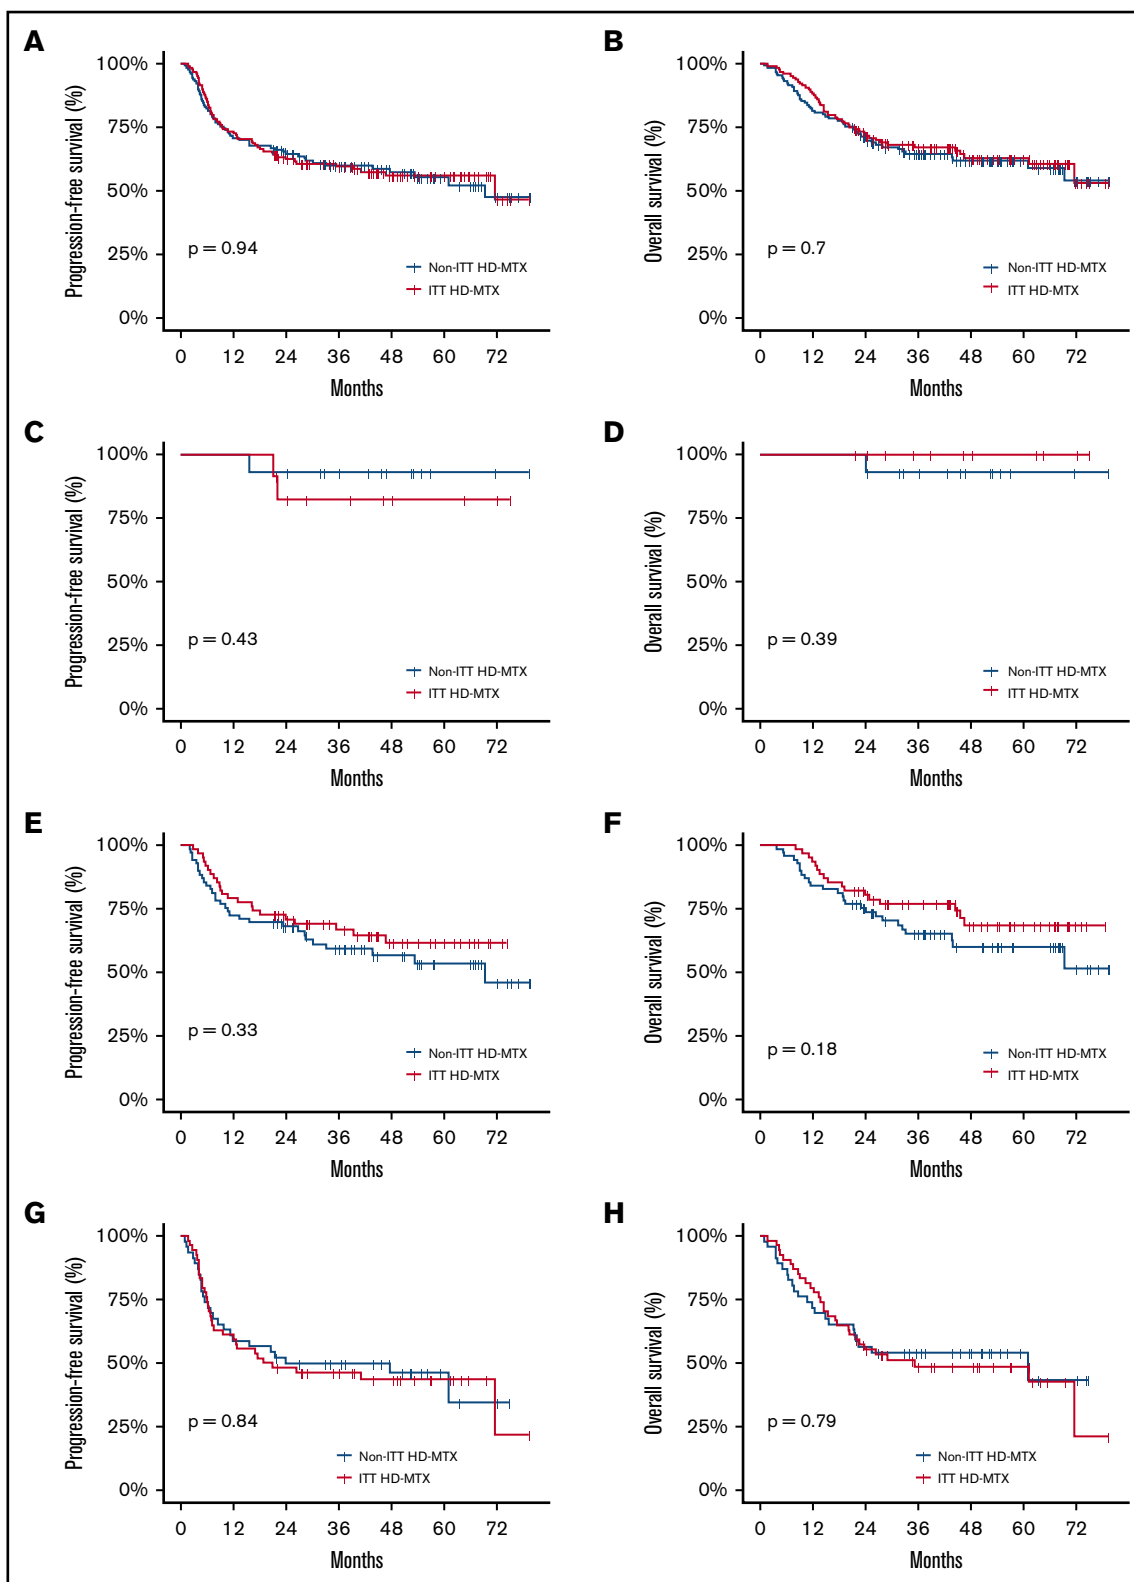 A
Progression-free survival (%)
100%
75%
50%
25%
0%
p = 0.94
Non-ITT HD-MTX
ITT HD-MTX
0 12 24 36 48 60 72
Months
B
Overall survival (%)
100%
75%
50%
25%
0%
p = 0.7
Non-ITT HD-MTX
ITT HD-MTX
0 12 24 36 48 60 72
Months
C
Progression-free survival (%)
100%
75%
50%
25%
0%
p = 0.43
Non-ITT HD-MTX
ITT HD-MTX
0 12 24 36 48 60 72
Months
D
Overall survival (%)
100%
75%
50%
25%
0%
p = 0.39
Non-ITT HD-MTX
ITT HD-MTX
0 12 24 36 48 60 72
Months
E
Progression-free survival (%)
100%
75%
50%
25%
0%
p = 0.33
Non-ITT HD-MTX
ITT HD-MTX
0 12 24 36 48 60 72
Months
F
Overall survival (%)
100%
75%
50%
25%
0%
p = 0.18
Non-ITT HD-MTX
ITT HD-MTX
0 12 24 36 48 60 72
Months
G
Progression-free survival (%)
100%
75%
50%
25%
0%
p = 0.84
Non-ITT HD-MTX
ITT HD-MTX
0 12 24 36 48 60 72
Months
H
Overall survival (%)
100%
75%
50%
25%
0%
p = 0.79
Non-ITT HD-MTX
ITT HD-MTX
0 12 24 36 48 60 72
Months